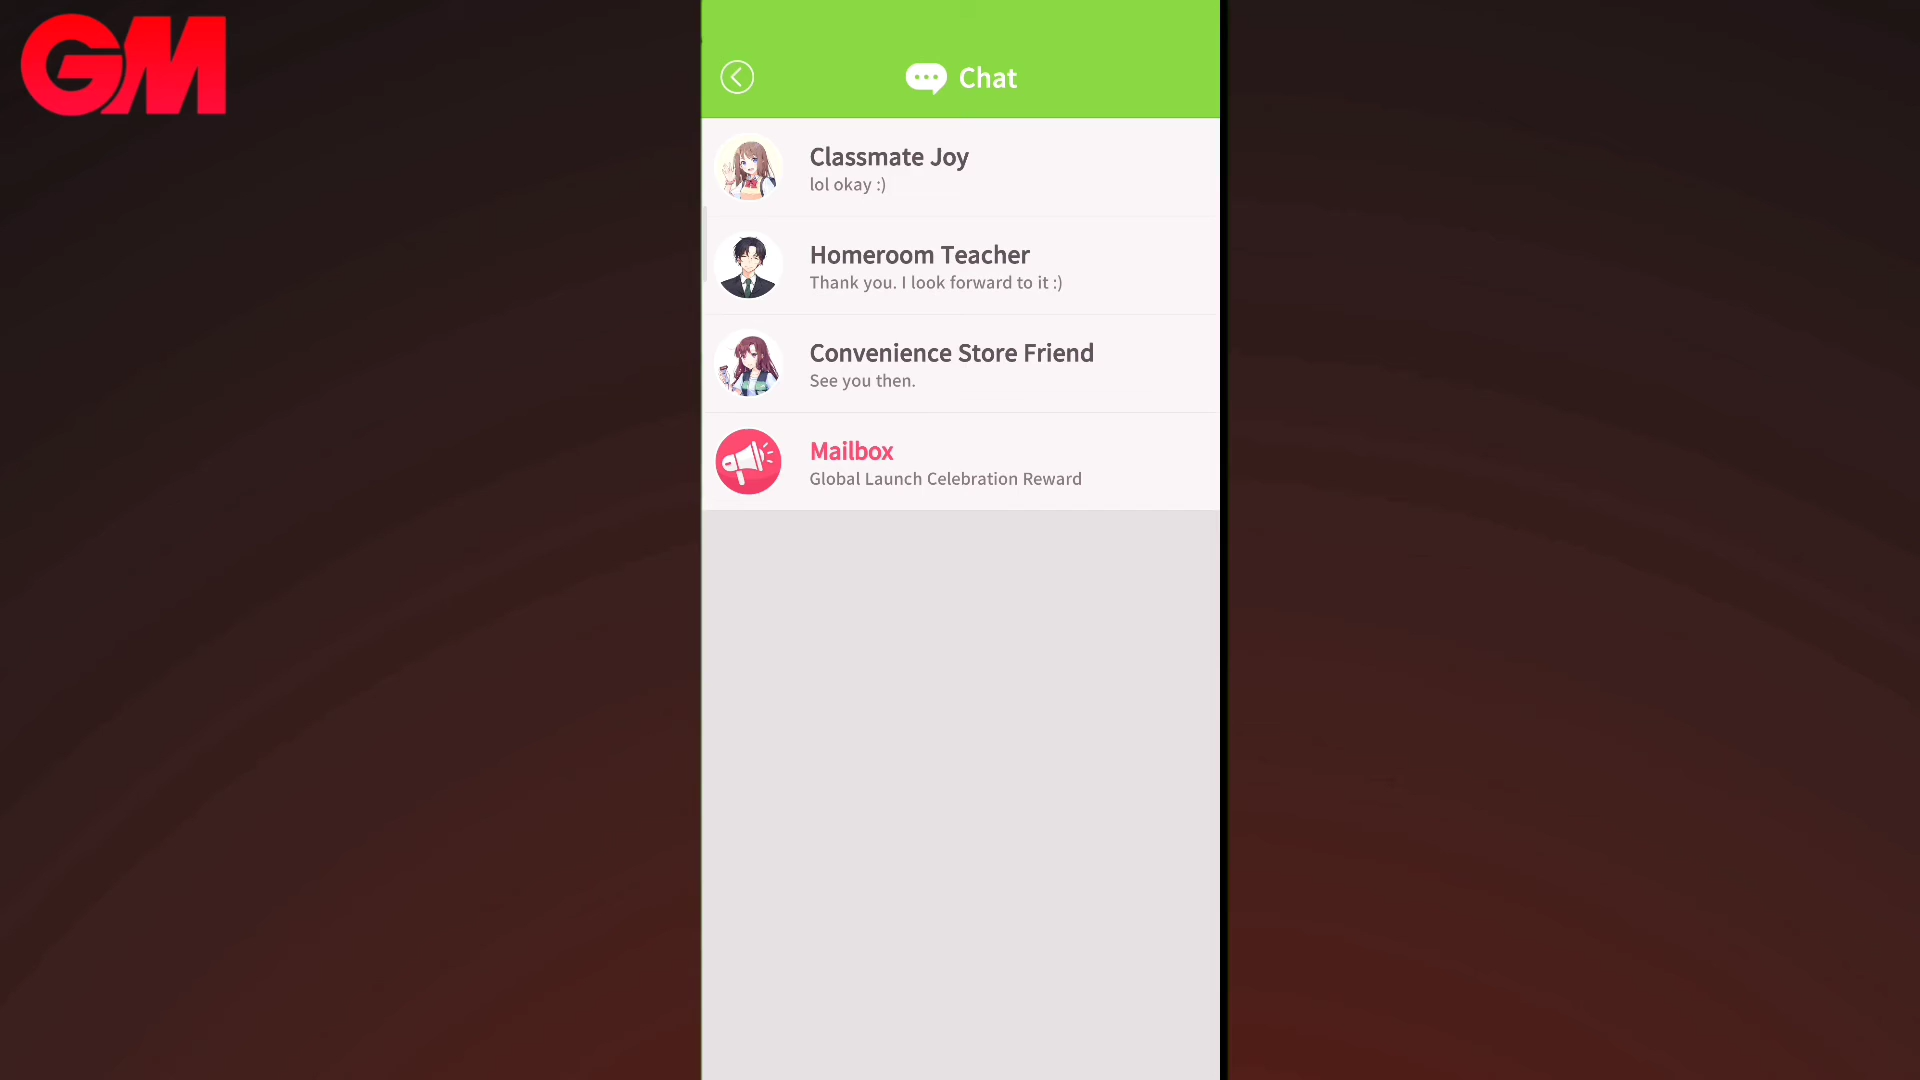 GM
Chat
Classmate Joy
lol okay :)
Homeroom Teacher
Thank you. I look forward to it :)
Convenience Store Friend
See you then.
Mailbox
Global Launch Celebration Reward